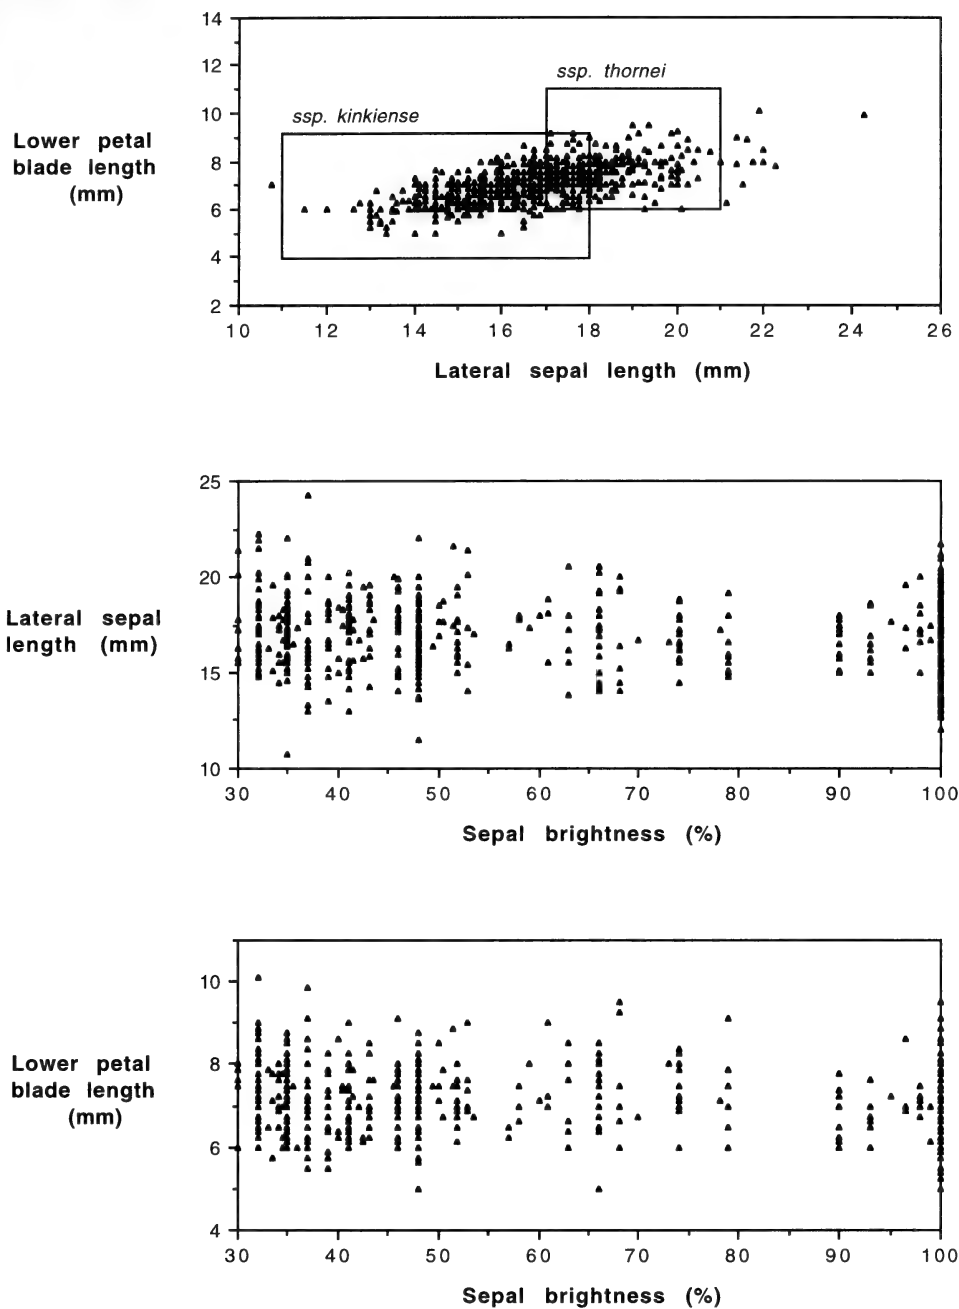 14
12
10
8
6
4
2
ssp. thornei
ssp. kinkiense
Lower petal
blade length
(mm)
10 12 14 16 18 20 22 24 26
Lateral sepal length (mm)
25
20
15
10
Lateral sepal
length (mm)
30 40 50 60 70 80 90 100
Sepal brightness (%)
10
8
6
4
Lower petal
blade length
(mm)
30 40 50 60 70 80 90 100
Sepal brightness (%)